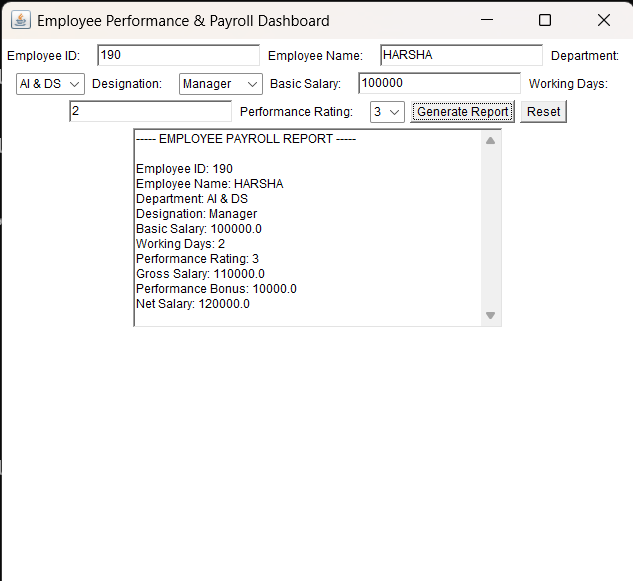 Employee Performance & Payroll Dashboard
Employee ID: 190 Employee Name: HARSHA Department:
AI & DS Designation: Manager Basic Salary: 100000 Working Days:
2 Performance Rating: 3 Generate Report Reset
----- EMPLOYEE PAYROLL REPORT -----
Employee ID: 190
Employee Name: HARSHA
Department: AI & DS
Designation: Manager
Basic Salary: 100000.0
Working Days: 2
Performance Rating: 3
Gross Salary: 110000.0
Performance Bonus: 10000.0
Net Salary: 120000.0